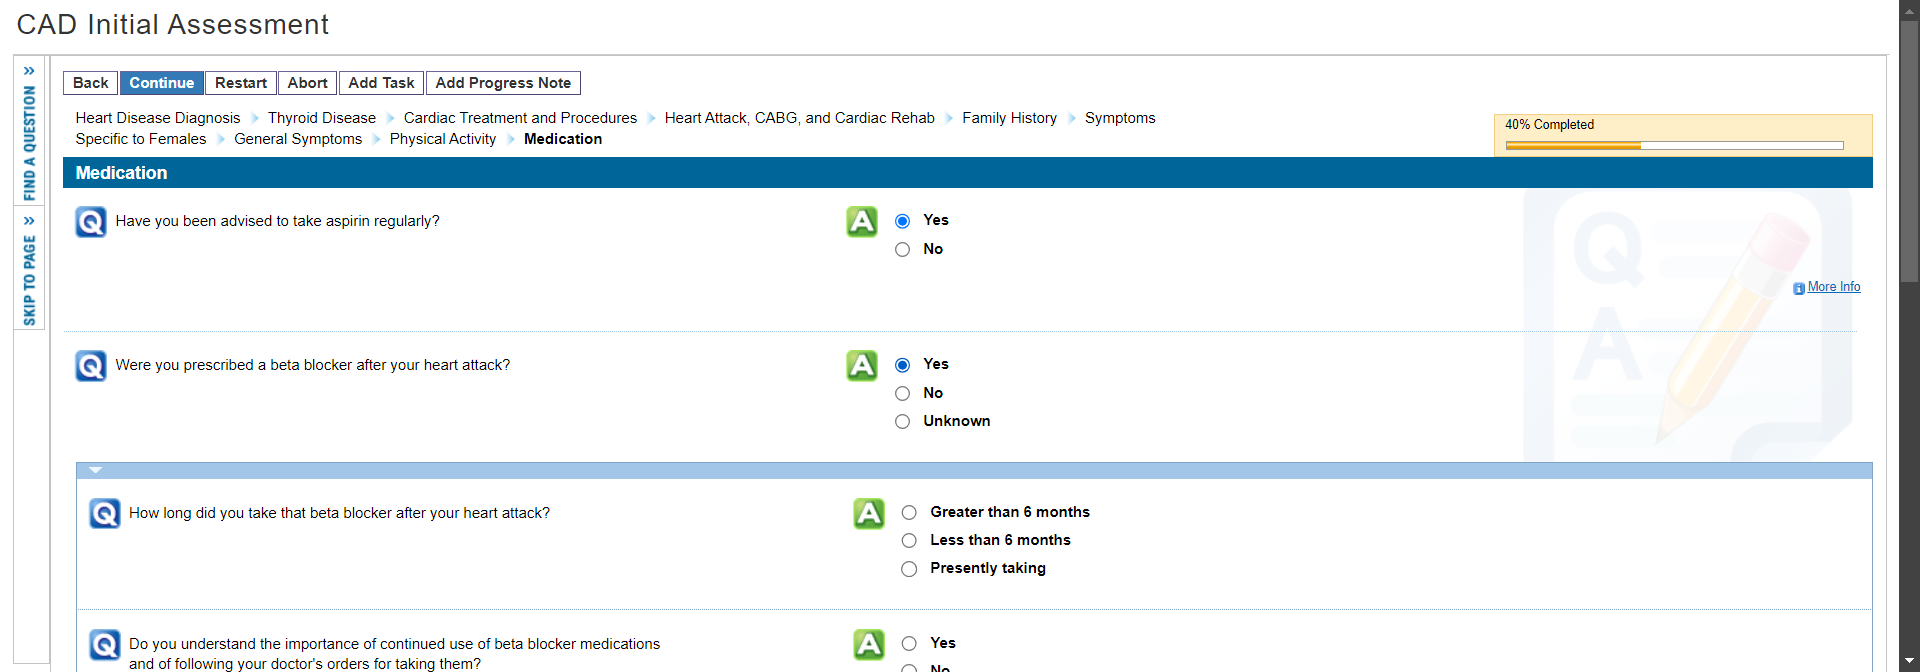 CAD Initial Assessment
FIND A QUESTION
SKIP TO PAGE
Back Continue Restart Abort Add Task Add Progress Note
Heart Disease Diagnosis Thyroid Disease Cardiac Treatment and Procedures Heart Attack, CABG, and Cardiac Rehab Family History Symptoms
Specific to Females General Symptoms Physical Activity Medication
40% Completed
Medication
Q Have you been advised to take aspirin regularly?
A Yes
No
More Info
Q Were you prescribed a beta blocker after your heart attack?
A Yes
No
Unknown
Q How long did you take that beta blocker after your heart attack?
A Greater than 6 months
Less than 6 months
Presently taking
Q Do you understand the importance of continued use of beta blocker medications
and of following your doctor's orders for taking them?
A Yes
No
Q
A